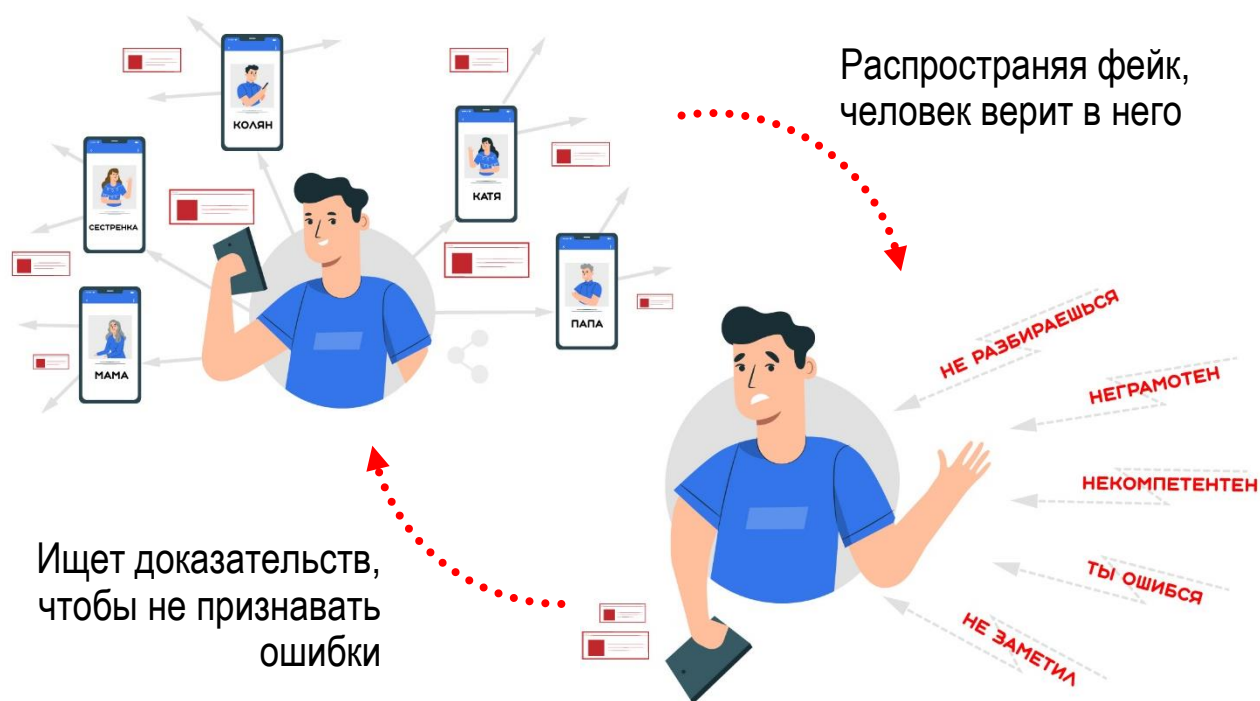 Распространяя фейк,
человек верит в него
КОЛЯН
КАТЯ
СЕСТРЕНКА
ПАПА
МАМА
НЕ РАЗБИРАЕШЬСЯ
НЕГРАМОТЕН
НЕКОМПЕТЕНТЕН
ТЫ ОШИБСЯ
НЕ ЗАМЕТИЛ
Ищет доказательств,
чтобы не признавать
ошибки